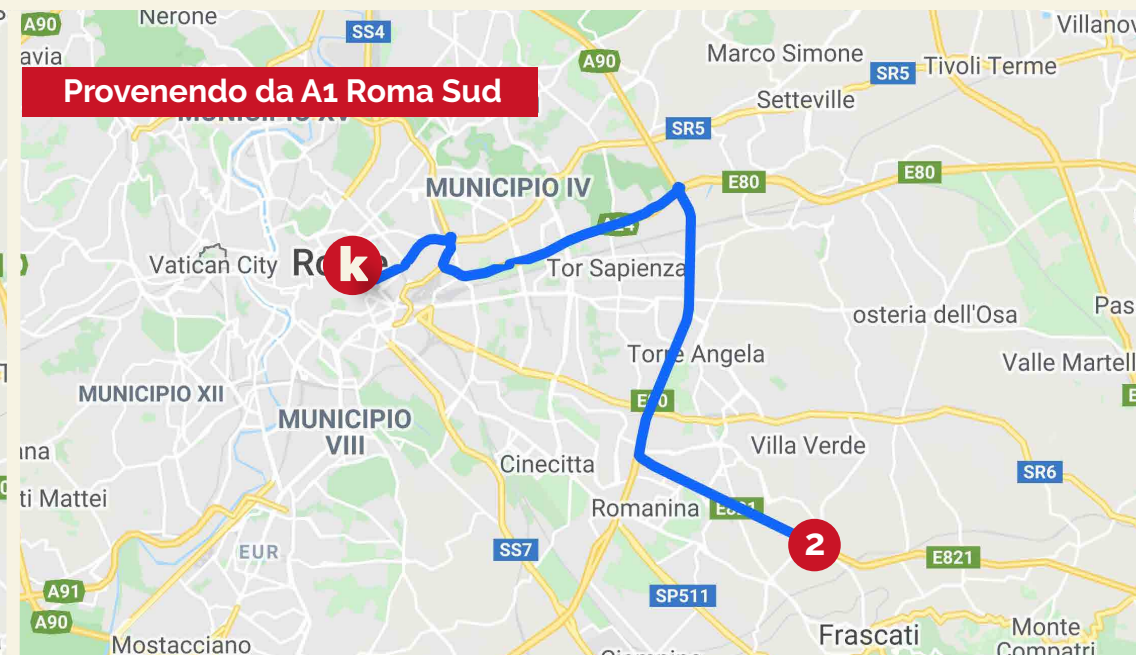 A90
Nerone
SS4
Villanov
avia
A90
Marco Simone
SR5
Tivoli Terme
Provenendo da A1 Roma Sud
Setteville
SR5
MUNICIPIO IV
E80
E80
A24
Vatican City
k
Tor Sapienza
osteria dell'Osa
Pas
Torre Angela
Valle Martell
MUNICIPIO XII
E80
MUNICIPIO
VIII
Villa Verde
ana
Cinecitta
SR6
ti Mattei
Romanina
E821
2
EUR
SS7
E821
A91
SP511
A90
Frascati
Monte
Mostacciano
Compatri